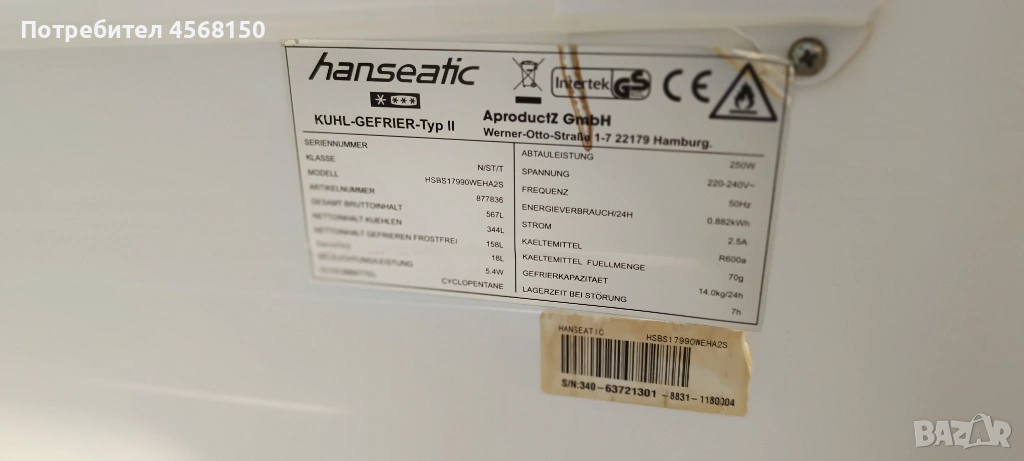 Потребител 4568150
hanseatic
Intertek GS CE
KUHL-GEFRIER-Typ II
AproductZ GmbH
Werner-Otto-Straße 1-7 22179 Hamburg.
SERIENNUMMER
KLASSE N/ST/T
MODELL HSBS17990WEHA2S
ARTIKELNUMMER 877836
GESAMT BRUTTOINHALT 567L
NETTOINHALT KUEHLEN 344L
NETTOINHALT GEFRIEREN FROSTFREI 158L
18L
BELEUCHTUNGSLEISTUNG 5.4W
CYCLOPENTANE
ABTAULEISTUNG 250W
SPANNUNG 220-240V~
FREQUENZ 50Hz
ENERGIEVERBRAUCH/24H 0.882kWh
STROM 2.5A
KAELTEMITTEL R600a
KAELTEMITTEL FUELLMENGE 70g
GEFRIERKAPAZITAET 14.0kg/24h
LAGERZEIT BEI STÖRUNG 7h
HANSEATIC HSBS17990WEHA2S
S/N:340-63721301-8831-1180004
BAZAR